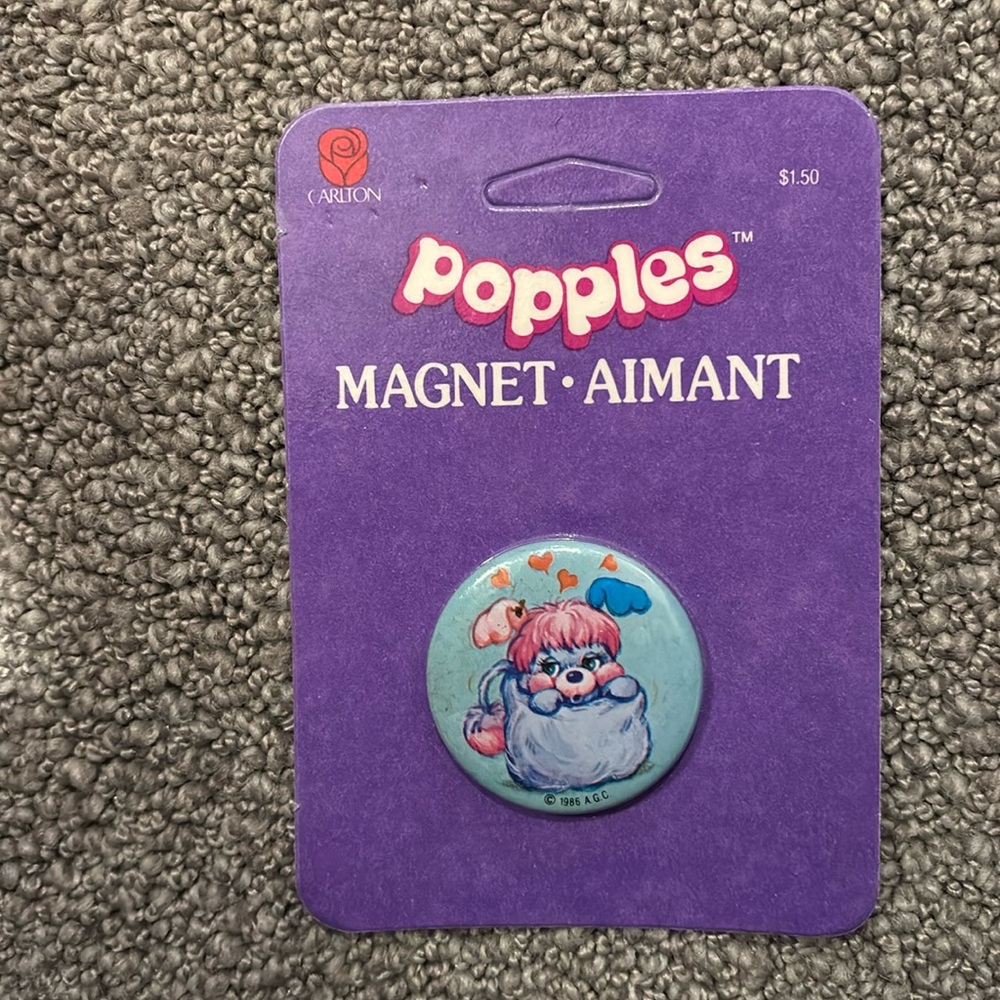 CARLTON
$1.50
popples™
MAGNET • AIMANT
© 1986 A.G.C.